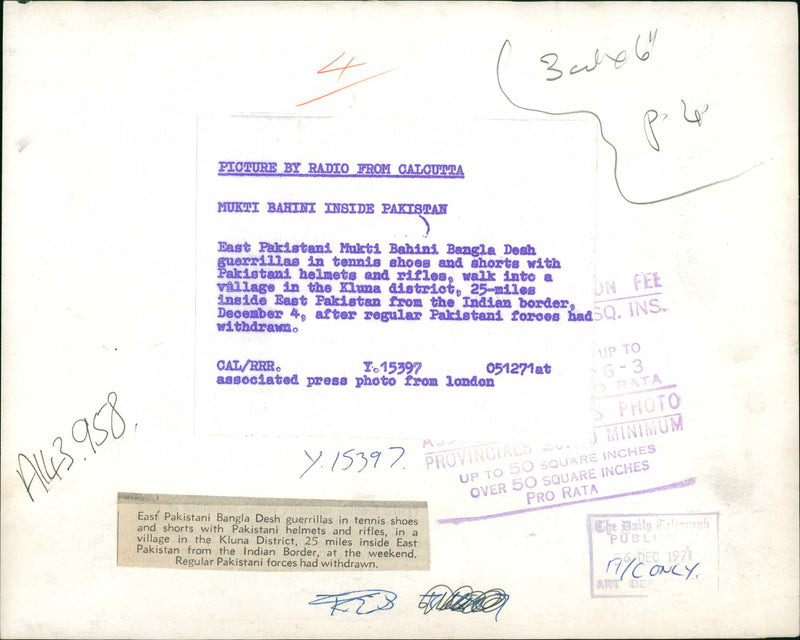 4
6"
P. 4.
PICTURE BY RADIO FROM CALCUTTA
MUKTI BAHINI INSIDE PAKISTAN
East Pakistani Mukti Bahini Bangla Desh
guerrillas in tennis shoes and shorts with
Pakistani helmets and rifles, walk into a
village in the Kluna district, 25-miles
inside East Pakistan from the Indian border,
December 4, after regular Pakistani forces had
withdrawn.
CAL/RRR. Y.15397 051271at
associated press photo from london
ON FEE
SQ. INS.
UP TO
6-3
RATA
PHOTO
PROVINCIALS MINIMUM
UP TO 50 SQUARE INCHES
OVER 50 SQUARE INCHES
PRO RATA
A143.958.
Y.15397.
East Pakistani Bangla Desh guerrillas in tennis shoes
and shorts with Pakistani helmets and rifles, in a
village in the Kluna District, 25 miles inside East
Pakistan from the Indian Border, at the weekend.
Regular Pakistani forces had withdrawn.
The Daily Telegraph
PUBLI
6 DEC 1971
M/C ONLY.
ART DE